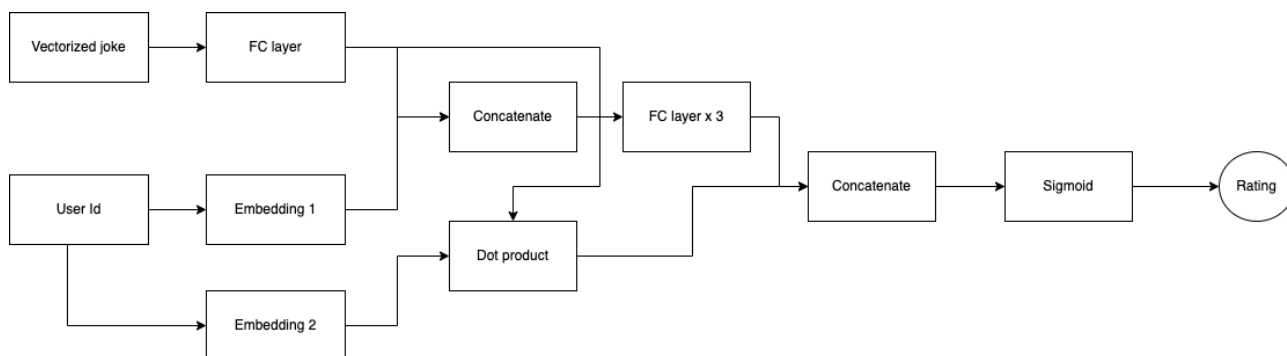 Vectorized joke
FC layer
Concatenate
FC layer x 3
User Id
Embedding 1
Concatenate
Sigmoid
Rating
Dot product
Embedding 2